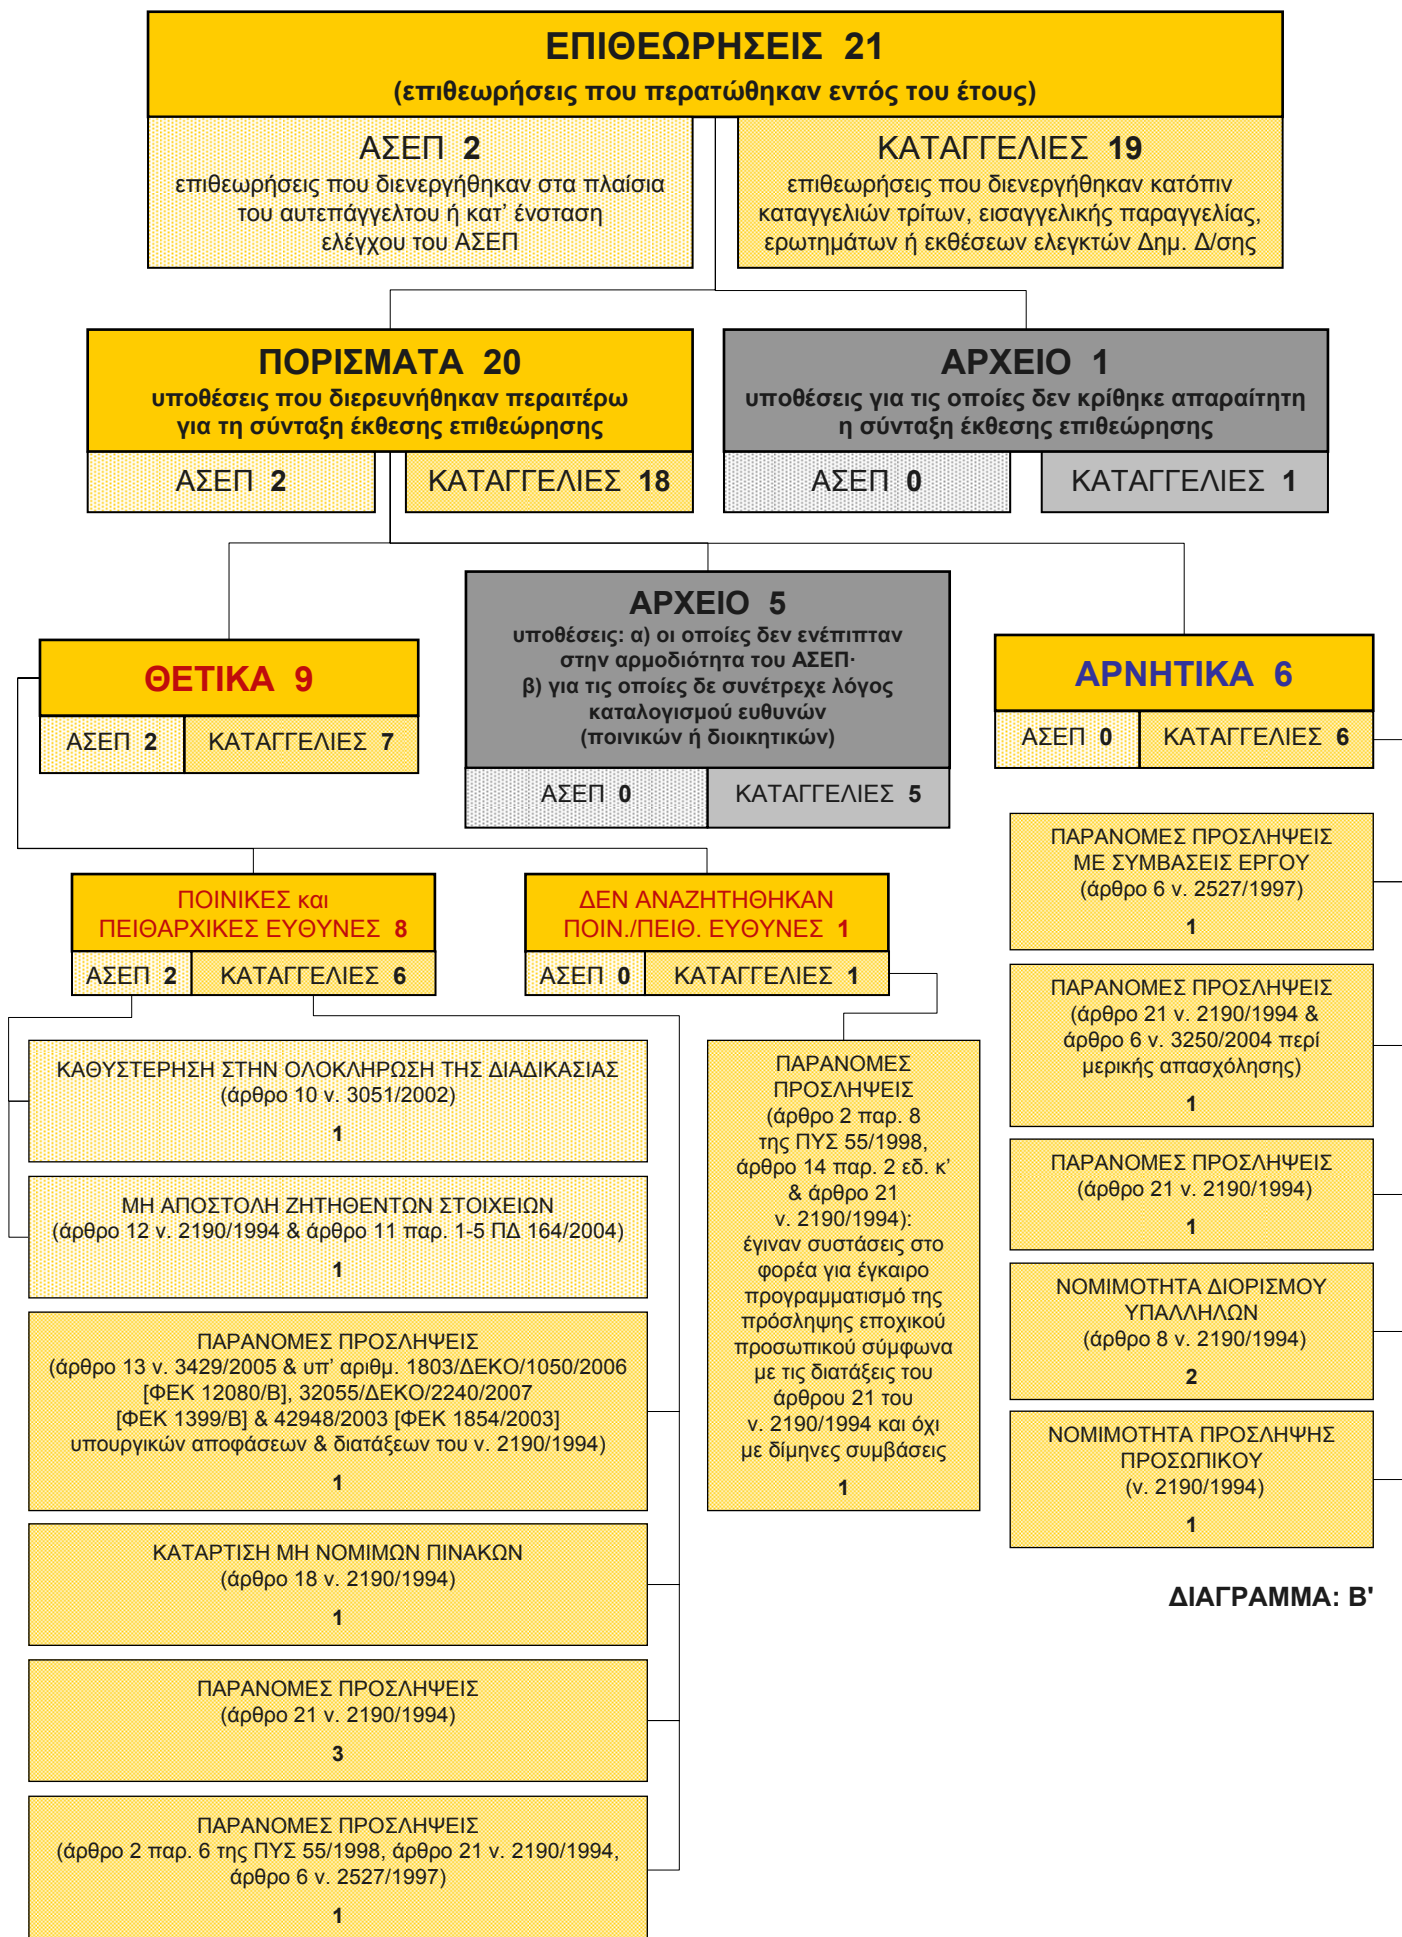 ΕΠΙΘΕΩΡΗΣΕΙΣ 21
(επιθεωρήσεις που περατώθηκαν εντός του έτους)
ΑΣΕΠ 2
επιθεωρήσεις που διενεργήθηκαν στα πλαίσια
του αυτεπάγγελτου ή κατ’ ένσταση
ελέγχου του ΑΣΕΠ
ΚΑΤΑΓΓΕΛΙΕΣ 19
επιθεωρήσεις που διενεργήθηκαν κατόπιν
καταγγελιών τρίτων, εισαγγελικής παραγγελίας,
ερωτημάτων ή εκθέσεων ελεγκτών Δημ. Δ/σης
ΠΟΡΙΣΜΑΤΑ 20
υποθέσεις που διερευνήθηκαν περαιτέρω
για τη σύνταξη έκθεσης επιθεώρησης
ΑΣΕΠ 2
ΚΑΤΑΓΓΕΛΙΕΣ 18
ΑΡΧΕΙΟ 1
υποθέσεις για τις οποίες δεν κρίθηκε απαραίτητη
η σύνταξη έκθεσης επιθεώρησης
ΑΣΕΠ 0
ΚΑΤΑΓΓΕΛΙΕΣ 1
ΘΕΤΙΚΑ 9
ΑΣΕΠ 2
ΚΑΤΑΓΓΕΛΙΕΣ 7
ΑΡΧΕΙΟ 5
υποθέσεις: α) οι οποίες δεν ενέπιπταν
στην αρμοδιότητα του ΑΣΕΠ·
β) για τις οποίες δε συνέτρεχε λόγος
καταλογισμού ευθυνών
(ποινικών ή διοικητικών)
ΑΣΕΠ 0
ΚΑΤΑΓΓΕΛΙΕΣ 5
ΑΡΝΗΤΙΚΑ 6
ΑΣΕΠ 0
ΚΑΤΑΓΓΕΛΙΕΣ 6
ΠΟΙΝΙΚΕΣ και
ΠΕΙΘΑΡΧΙΚΕΣ ΕΥΘΥΝΕΣ 8
ΑΣΕΠ 2
ΚΑΤΑΓΓΕΛΙΕΣ 6
ΔΕΝ ΑΝΑΖΗΤΗΘΗΚΑΝ
ΠΟΙΝ./ΠΕΙΘ. ΕΥΘΥΝΕΣ 1
ΑΣΕΠ 0
ΚΑΤΑΓΓΕΛΙΕΣ 1
ΚΑΘΥΣΤΕΡΗΣΗ ΣΤΗΝ ΟΛΟΚΛΗΡΩΣΗ ΤΗΣ ΔΙΑΔΙΚΑΣΙΑΣ
(άρθρο 10 ν. 3051/2002)
1
ΜΗ ΑΠΟΣΤΟΛΗ ΖΗΤΗΘΕΝΤΩΝ ΣΤΟΙΧΕΙΩΝ
(άρθρο 12 ν. 2190/1994 & άρθρο 11 παρ. 1-5 ΠΔ 164/2004)
1
ΠΑΡΑΝΟΜΕΣ ΠΡΟΣΛΗΨΕΙΣ
(άρθρο 13 ν. 3429/2005 & υπ’ αριθμ. 1803/ΔΕΚΟ/1050/2006
[ΦΕΚ 12080/Β], 32055/ΔΕΚΟ/2240/2007
[ΦΕΚ 1399/Β] & 42948/2003 [ΦΕΚ 1854/2003]
υπουργικών αποφάσεων & διατάξεων του ν. 2190/1994)
1
ΚΑΤΑΡΤΙΣΗ ΜΗ ΝΟΜΙΜΩΝ ΠΙΝΑΚΩΝ
(άρθρο 18 ν. 2190/1994)
1
ΠΑΡΑΝΟΜΕΣ ΠΡΟΣΛΗΨΕΙΣ
(άρθρο 21 ν. 2190/1994)
3
ΠΑΡΑΝΟΜΕΣ ΠΡΟΣΛΗΨΕΙΣ
(άρθρο 2 παρ. 6 της ΠΥΣ 55/1998, άρθρο 21 ν. 2190/1994,
άρθρο 6 ν. 2527/1997)
1
ΠΑΡΑΝΟΜΕΣ
ΠΡΟΣΛΗΨΕΙΣ
(άρθρο 2 παρ. 8
της ΠΥΣ 55/1998,
άρθρο 14 παρ. 2 εδ. κ’
& άρθρο 21
ν. 2190/1994):
έγιναν συστάσεις στο
φορέα για έγκαιρο
προγραμματισμό της
πρόσληψης εποχικού
προσωπικού σύμφωνα
με τις διατάξεις του
άρθρου 21 του
ν. 2190/1994 και όχι
με δίμηνες συμβάσεις
1
ΠΑΡΑΝΟΜΕΣ ΠΡΟΣΛΗΨΕΙΣ
ΜΕ ΣΥΜΒΑΣΕΙΣ ΕΡΓΟΥ
(άρθρο 6 ν. 2527/1997)
1
ΠΑΡΑΝΟΜΕΣ ΠΡΟΣΛΗΨΕΙΣ
(άρθρο 21 ν. 2190/1994 &
άρθρο 6 ν. 3250/2004 περί
μερικής απασχόλησης)
1
ΠΑΡΑΝΟΜΕΣ ΠΡΟΣΛΗΨΕΙΣ
(άρθρο 21 ν. 2190/1994)
1
ΝΟΜΙΜΟΤΗΤΑ ΔΙΟΡΙΣΜΟΥ
ΥΠΑΛΛΗΛΩΝ
(άρθρο 8 ν. 2190/1994)
2
ΝΟΜΙΜΟΤΗΤΑ ΠΡΟΣΛΗΨΗΣ
ΠΡΟΣΩΠΙΚΟΥ
(ν. 2190/1994)
1
ΔΙΑΓΡΑΜΜΑ: Β'